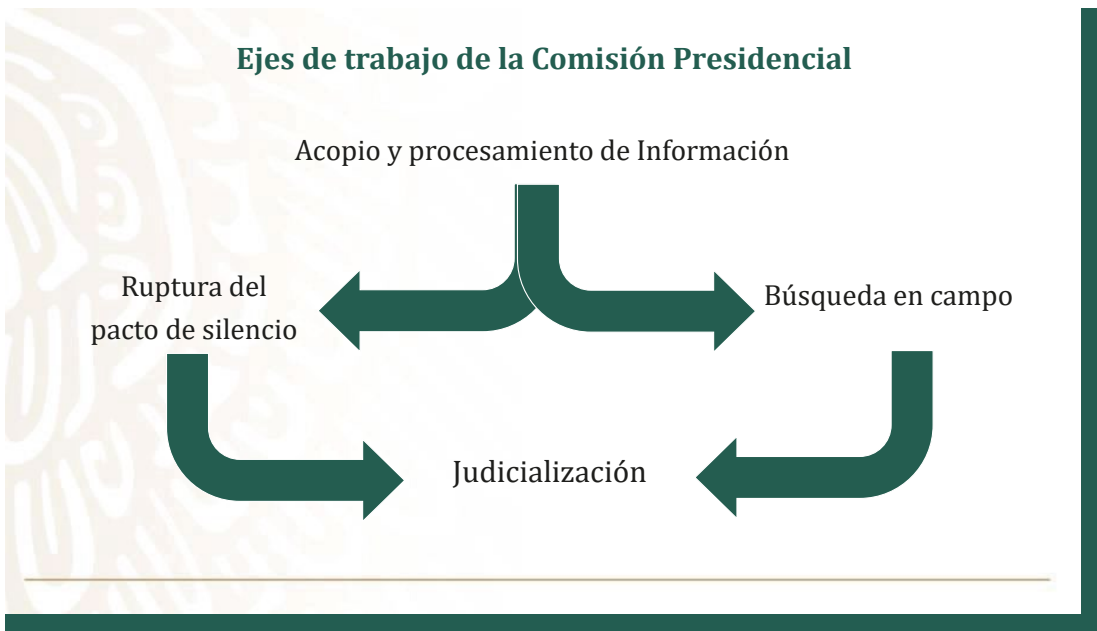 Ejes de trabajo de la Comisión Presidencial
Acopio y procesamiento de Información
Ruptura del
pacto de silencio
Búsqueda en campo
Judicialización